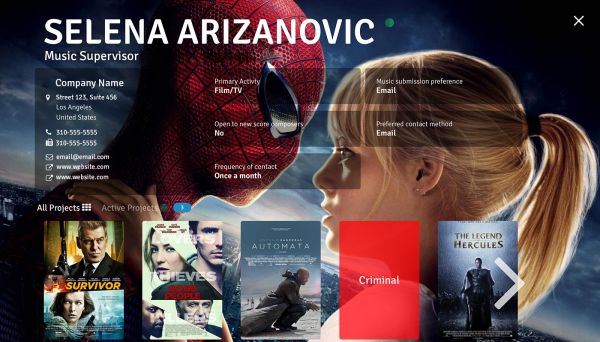 SELENA ARIZANOVIC
Music Supervisor
Company Name
Street 123, Suite 456
Los Angeles
United States
310-555-5555
310-555-5555
email@email.com
www.website.com
www.website.com
Primary Activity
Film/TV
Music submission preference
Email
Open to new score composers
No
Preferred contact method
Email
Frequency of contact
Once a month
All Projects
Active Projects
SURVIVOR
THIEVES
GOOD PEOPLE
AUTOMATA
Criminal
THE LEGEND
HERCULES